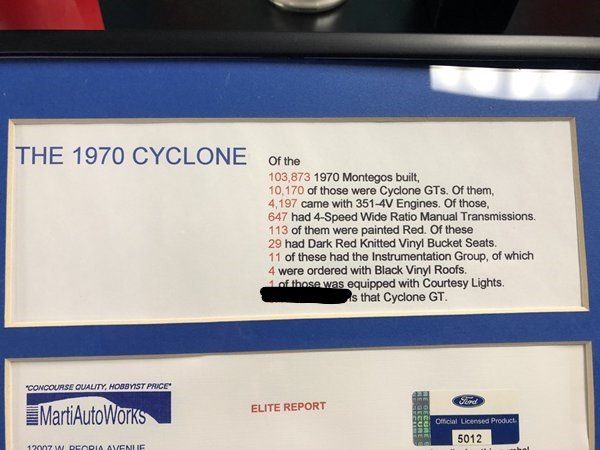 THE 1970 CYCLONE
Of the
103,873 1970 Montegos built,
10,170 of those were Cyclone GTs. Of them,
4,197 came with 351-4V Engines. Of those,
647 had 4-Speed Wide Ratio Manual Transmissions.
113 of them were painted Red. Of these
29 had Dark Red Knitted Vinyl Bucket Seats.
11 of these had the Instrumentation Group, of which
4 were ordered with Black Vinyl Roofs.
1 of those was equipped with Courtesy Lights.
is that Cyclone GT.
"CONCOURSE QUALITY, HOBBYIST PRICE"
MartiAutoWorks
12007 W. PEORIA AVENUE
ELITE REPORT
Ford
Official Licensed Product
5012